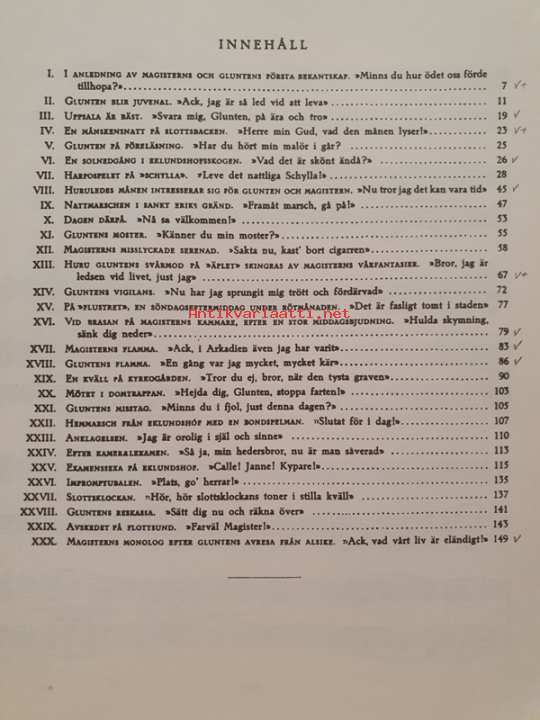 INNEHÅLL
I. I ANLEDNING AV MAGISTERNS OCH GLUNTENS FÖRSTA BEKANTSKAP. »Minns du hur ödet oss förde
tillhopa?» 7
II. GLUNTEN BLIR JUVENAL. »Ack, jag är så led vid att leva» 11
III. UPPSALA ÄR BÄST. »Svara mig, Glunten, på ära och tro» 19
IV. EN MÅNSKENSNATT PÅ SLOTTSBACKEN. »Herre min Gud, vad den månen lyser!» 23
V. GLUNTEN PÅ FÖRELÄSNING. »Har du hört min malör i går? 25
VI. EN SOLNEDGÅNG I EKLUNDSHOFSSKOGEN. »Vad det är skönt ändå?» 26
VII. HARPOSPELET PÅ »SCHYLLA». »Leve det nattliga Schylla!» 28
VIII. HURULEDES MÅNEN INTERESSERAR SIG FÖR GLUNTEN OCH MAGISTERN. »Nu tror jag det kan vara tid» 45
IX. NATTMARSCHEN I SANKT ERIKS GRÄND. »Framåt marsch, gå på!» 47
X. DAGEN DÄRPÅ. »Nå sa välkommen!» 53
XI. GLUNTENS MOSTER. »Känner du min moster?» 55
XII. MAGISTERNS MISSLYCKADE SERENAD. »Sakta nu, kast' bort cigarren» 58
XIII. HURU GLUNTENS SVÅRMOD PÅ »ÄPLET» SKINGRAS AV MAGISTERNS VÅRFANTASIER. »Bror, jag är
ledsen vid livet, just jag» 67
XIV. GLUNTENS VIGILANS. »Nu har jag sprungit mig trött och fördärvad» 72
XV. PÅ »FLUSTRET», EN SÖNDAGSEFTERMIDDAG UNDER RÖTMÅNADEN. »Det är fasligt tomt i staden» 77
Antikvariaatti.net
XVI. VID BRASAN PÅ MAGISTERNS KAMMARE, EFTER EN STOR MIDDAGSBJUDNING. »Hulda skymning,
sänk dig neder» 79
XVII. MAGISTERNS FLAMMA. »Ack, i Arkadien även jag har varit» 83
XVIII. GLUNTENS FLAMMA. »En gång var jag mycket, mycket kär» 86
XIX. EN KVÄLL PÅ KYRKOGÅRDEN. »Tror du ej, bror, när den tysta graven» 90
XX. MÖTET I DOMTRAPPAN. »Hejda dig, Glunten, stoppa farten!» 103
XXI. GLUNTENS MISSTAG. »Minns du i fjol, just denna dagen?» 105
XXII. HEMMARSCH FRÅN EKLUNDSHOF MED EN BONDSPELMAN. »Slutat för i dag!» 107
XXIII. ANKLAGELSEN. »Jag är orolig i själ och sinne» 110
XXIV. EFTER KAMERALEXAMEN. »Så ja, min hedersbror, nu är man såverad» 113
XXV. EXAMENSSEXA PÅ EKLUNDSHOF. »Calle! Janne! Kypare!» 115
XXVI. IMPROMPTUBALEN. »Plats, go' herrar!» 135
XXVII. SLOTTSKLOCKAN. »Hör, hör slottsklockans toner i stilla kväll» 137
XXVIII. GLUNTENS RESKASSA. »Sätt dig nu och räkna över» 141
XXIX. AVSKEDET PÅ FLOTTSUND. »Farväl Magister!» 143
XXX. MAGISTERNS MONOLOG EFTER GLUNTENS AVRESA FRÅN ALSIKE. »Ack, vad vårt liv är eländigt!» 149